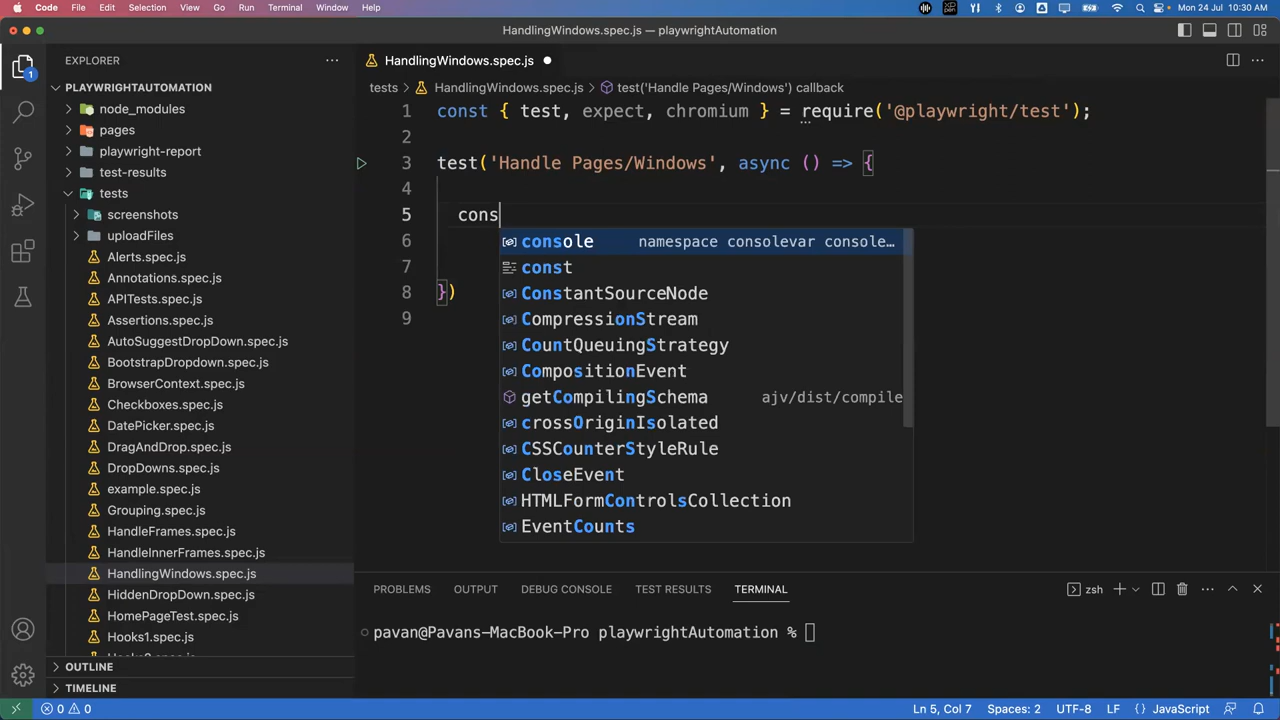 Code File Edit Selection View Go Run Terminal Window Help Mon 24 Jul 10:30 AM
HandlingWindows.spec.js — playwrightAutomation
EXPLORER
PLAYWRIGHTAUTOMATION
node_modules
pages
playwright-report
test-results
tests
screenshots
uploadFiles
Alerts.spec.js
Annotations.spec.js
APITests.spec.js
Assertions.spec.js
AutoSuggestDropDown.spec.js
BootstrapDropdown.spec.js
BrowserContext.spec.js
Checkboxes.spec.js
DatePicker.spec.js
DragAndDrop.spec.js
DropDowns.spec.js
example.spec.js
Grouping.spec.js
HandleFrames.spec.js
HandleInnerFrames.spec.js
HandlingWindows.spec.js
HiddenDropDown.spec.js
HomePageTest.spec.js
Hooks1.spec.js
OUTLINE
TIMELINE
HandlingWindows.spec.js
tests > HandlingWindows.spec.js > test('Handle Pages/Windows') callback
1 const { test, expect, chromium } = require('@playwright/test');
2
3 test('Handle Pages/Windows', async () => {
4
5 cons
6
7
8 })
9
console namespace consolevar console…
const
ConstantSourceNode
CompressionStream
CountQueuingStrategy
CompositionEvent
getCompilingSchema ajv/dist/compile
crossOriginIsolated
CSSCounterStyleRule
CloseEvent
HTMLFormControlsCollection
EventCounts
PROBLEMS OUTPUT DEBUG CONSOLE TEST RESULTS TERMINAL zsh
pavan@Pavans-MacBook-Pro playwrightAutomation %
0 0 Ln 5, Col 7 Spaces: 2 UTF-8 LF {} JavaScript